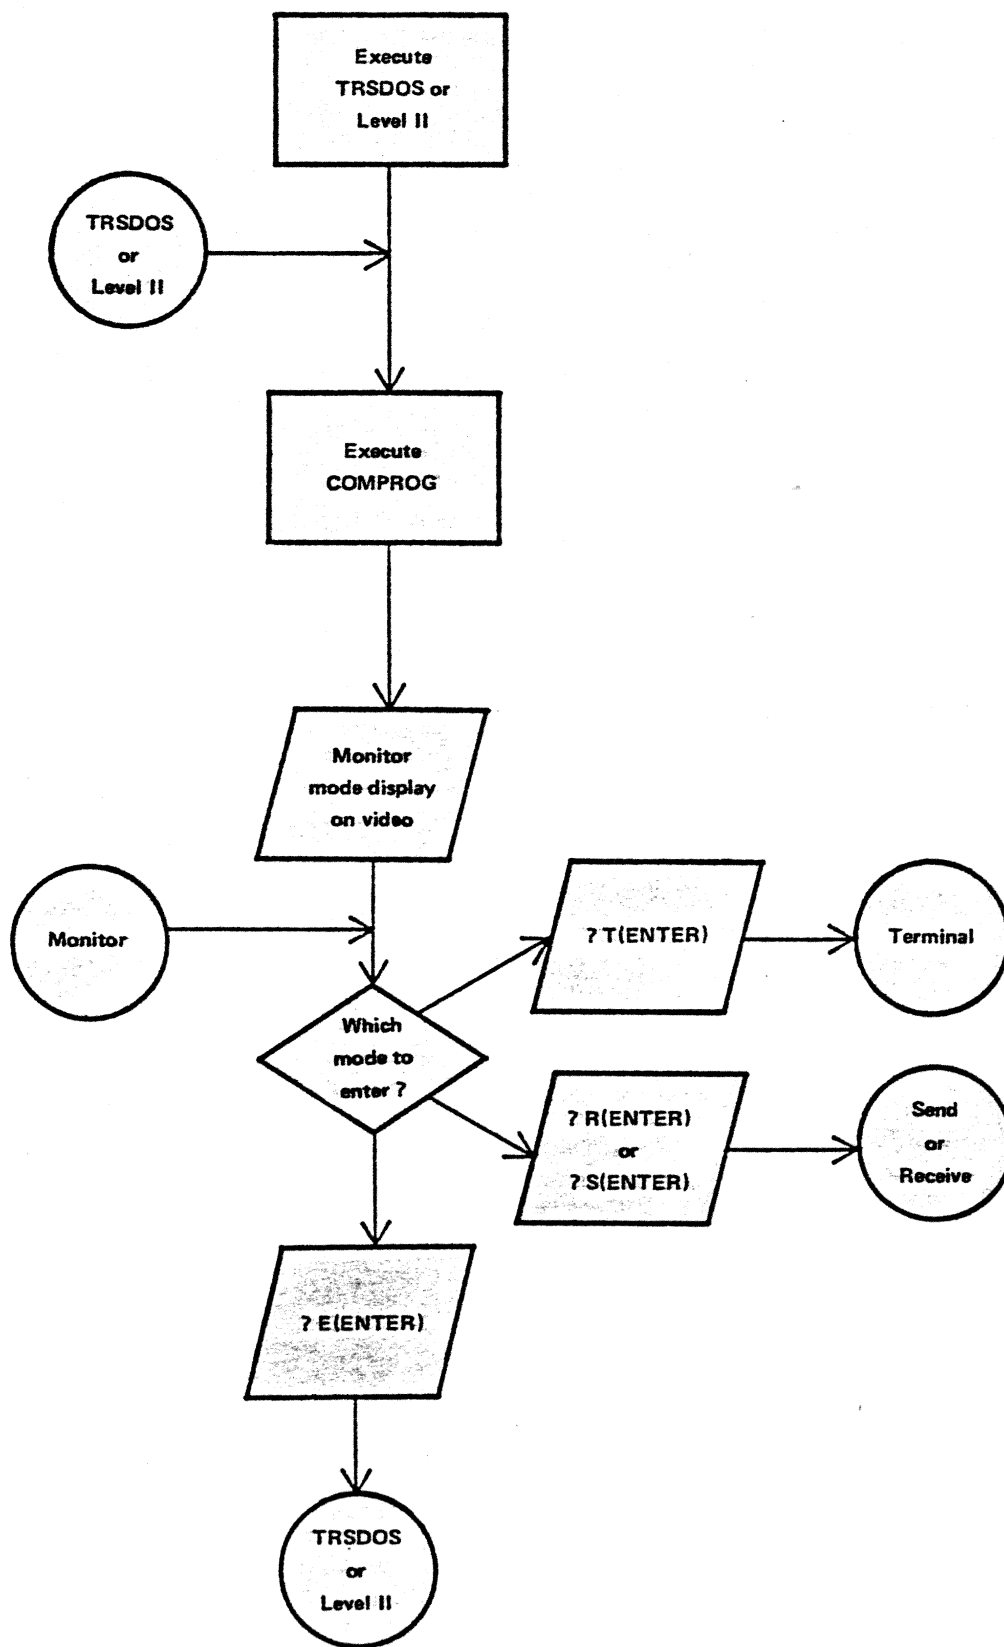 Execute
TRSDOS or
Level II
TRSDOS
or
Level II
Execute
COMPROG
Monitor
mode display
on video
Monitor
? T(ENTER)
Terminal
Which
mode to
enter ?
? R(ENTER)
or
? S(ENTER)
Send
or
Receive
? E(ENTER)
TRSDOS
or
Level II